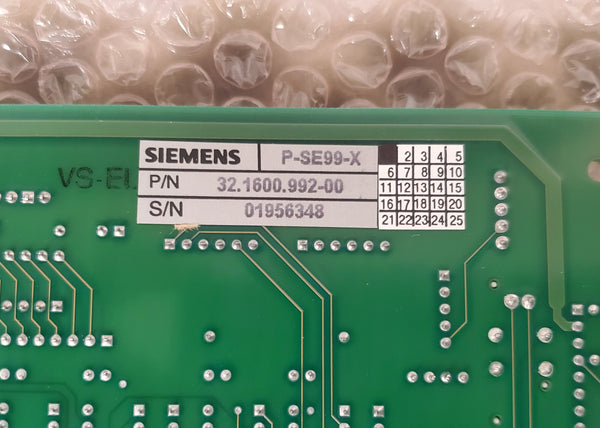 SIEMENS P-SE99-X
P/N 32.1600.992-00
S/N 01956348
2 3 4 5
6 7 8 9 10
11 12 13 14 15
16 17 18 19 20
21 22 23 24 25
VS-EL